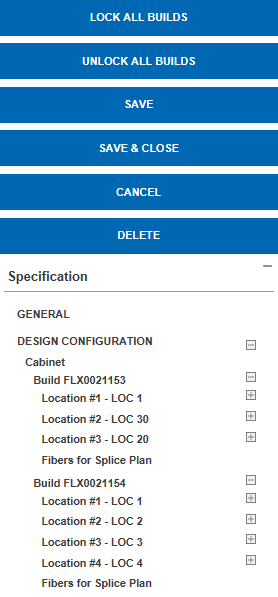 LOCK ALL BUILDS
UNLOCK ALL BUILDS
SAVE
SAVE & CLOSE
CANCEL
DELETE
Specification
GENERAL
DESIGN CONFIGURATION
Cabinet
Build FLX0021153
Location #1 - LOC 1
Location #2 - LOC 30
Location #3 - LOC 20
Fibers for Splice Plan
Build FLX0021154
Location #1 - LOC 1
Location #2 - LOC 2
Location #3 - LOC 3
Location #4 - LOC 4
Fibers for Splice Plan